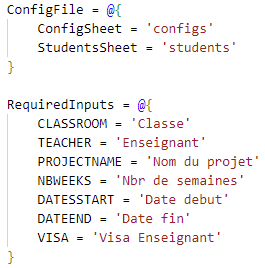 ConfigFile = @{
    ConfigSheet = 'configs'
    StudentsSheet = 'students'
}

RequiredInputs = @{
    CLASSROOM = 'Classe'
    TEACHER = 'Enseignant'
    PROJECTNAME = 'Nom du projet'
    NBWEEKS = 'Nbr de semaines'
    DATESSTART = 'Date debut'
    DATEEND = 'Date fin'
    VISA = 'Visa Enseignant'
}